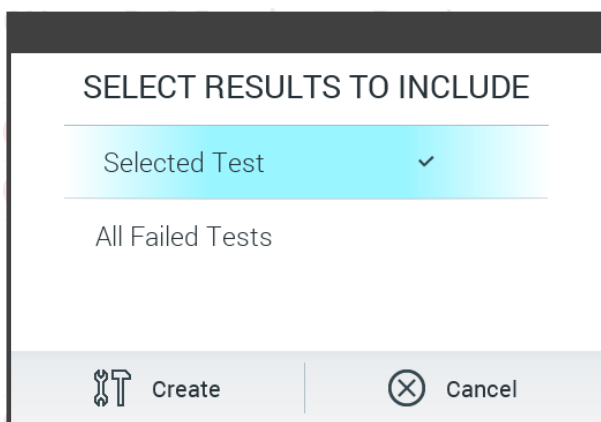 SELECT RESULTS TO INCLUDE
Selected Test
All Failed Tests
Create Cancel